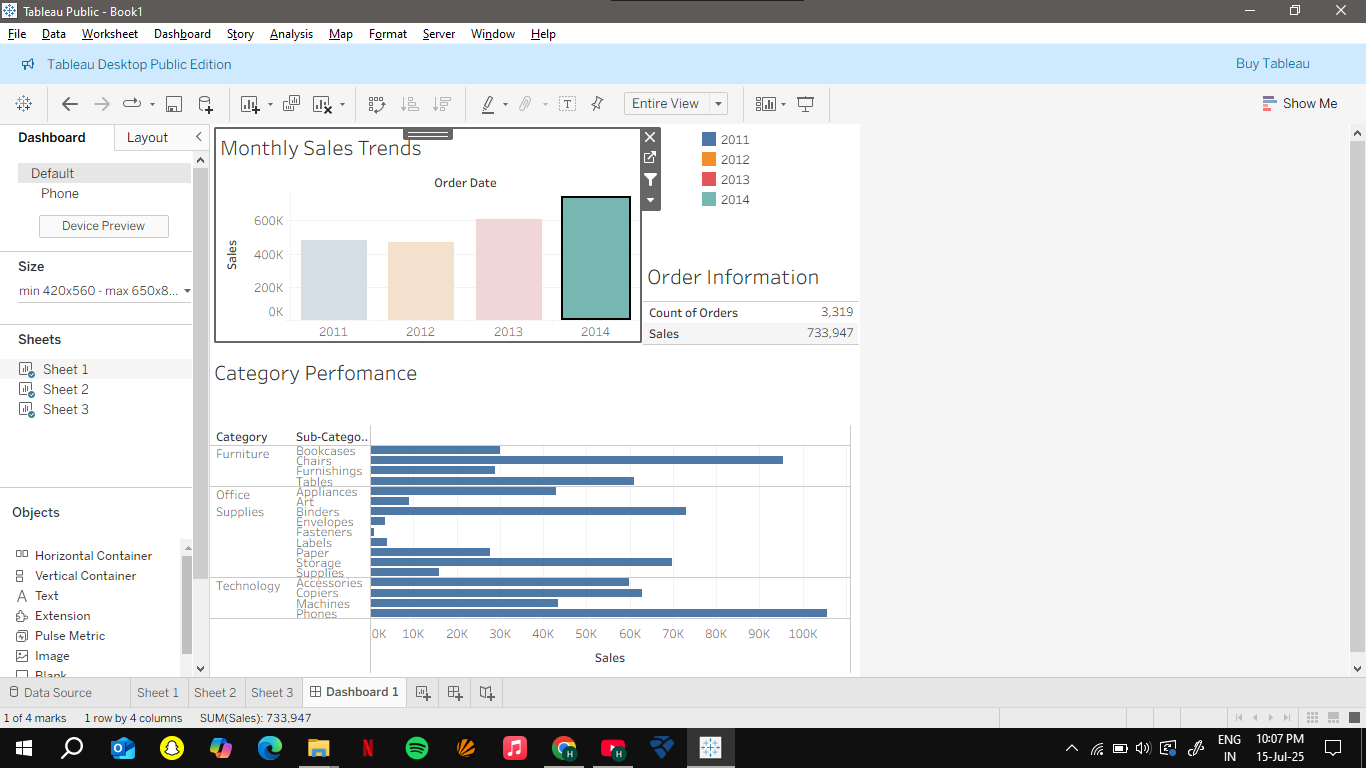 Tableau Public - Book1
File Data Worksheet Dashboard Story Analysis Map Format Server Window Help
Tableau Desktop Public Edition
Buy Tableau
Entire View
Show Me
Dashboard
Layout
Default
Phone
Device Preview
Size
min 420x560 - max 650x8...
Sheets
Sheet 1
Sheet 2
Sheet 3
Objects
Horizontal Container
Vertical Container
Text
Extension
Pulse Metric
Image
Blank
Monthly Sales Trends
Order Date
Sales
600K
400K
200K
0K
2011 2012 2013 2014
2011
2012
2013
2014
Order Information
Count of Orders 3,319
Sales 733,947
Category Perfomance
Category Sub-Catego..
Furniture Bookcases
Chairs
Furnishings
Tables
Office Supplies Appliances
Art
Binders
Envelopes
Fasteners
Labels
Paper
Storage
Supplies
Technology Accessories
Copiers
Machines
Phones
0K 10K 20K 30K 40K 50K 60K 70K 80K 90K 100K
Sales
Data Source Sheet 1 Sheet 2 Sheet 3 Dashboard 1
1 of 4 marks 1 row by 4 columns SUM(Sales): 733,947
ENG
IN
10:07 PM
15-Jul-25